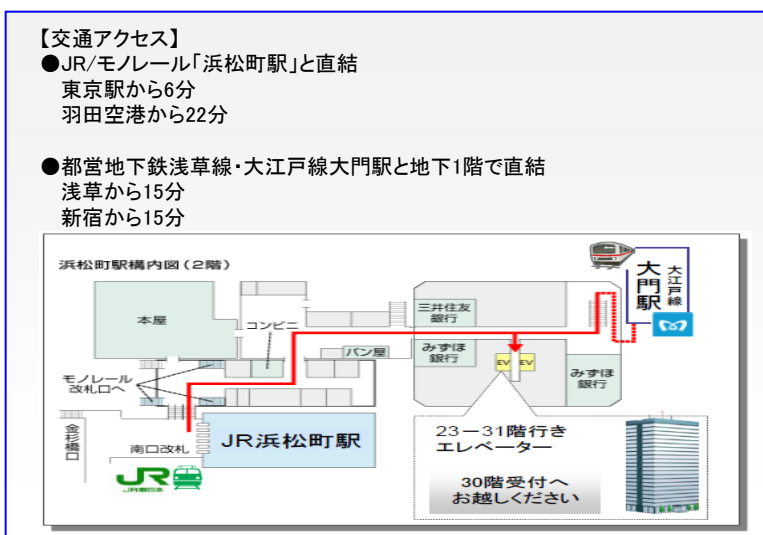 【交通アクセス】
●JR/モノレール「浜松町駅」と直結
東京駅から6分
羽田空港から22分
●都営地下鉄浅草線・大江戸線大門駅と地下1階で直結
浅草から15分
新宿から15分
浜松町駅構内図(2階)
本屋
コンビニ
パン屋
モノレール
改札口へ
金杉橋口
南口改札
JR浜松町駅
JR
JR東日本
三井住友
銀行
みずほ
銀行
EV
EV
みずほ
銀行
大門駅
大江戸線
23-31階行き
エレベーター
30階受付へ
お越しください